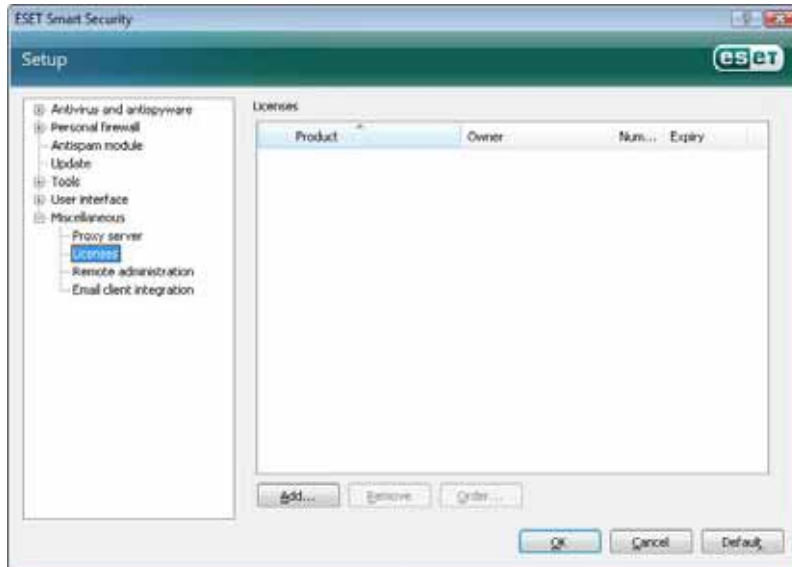 ESET Smart Security
Setup
eset
Antivirus and antispyware
Personal firewall
Antispam module
Update
Tools
User interface
Miscellaneous
Proxy server
Licenses
Remote administration
Email client integration
Licenses
Product Owner Num... Expiry
Add... Remove Order...
OK Cancel Default